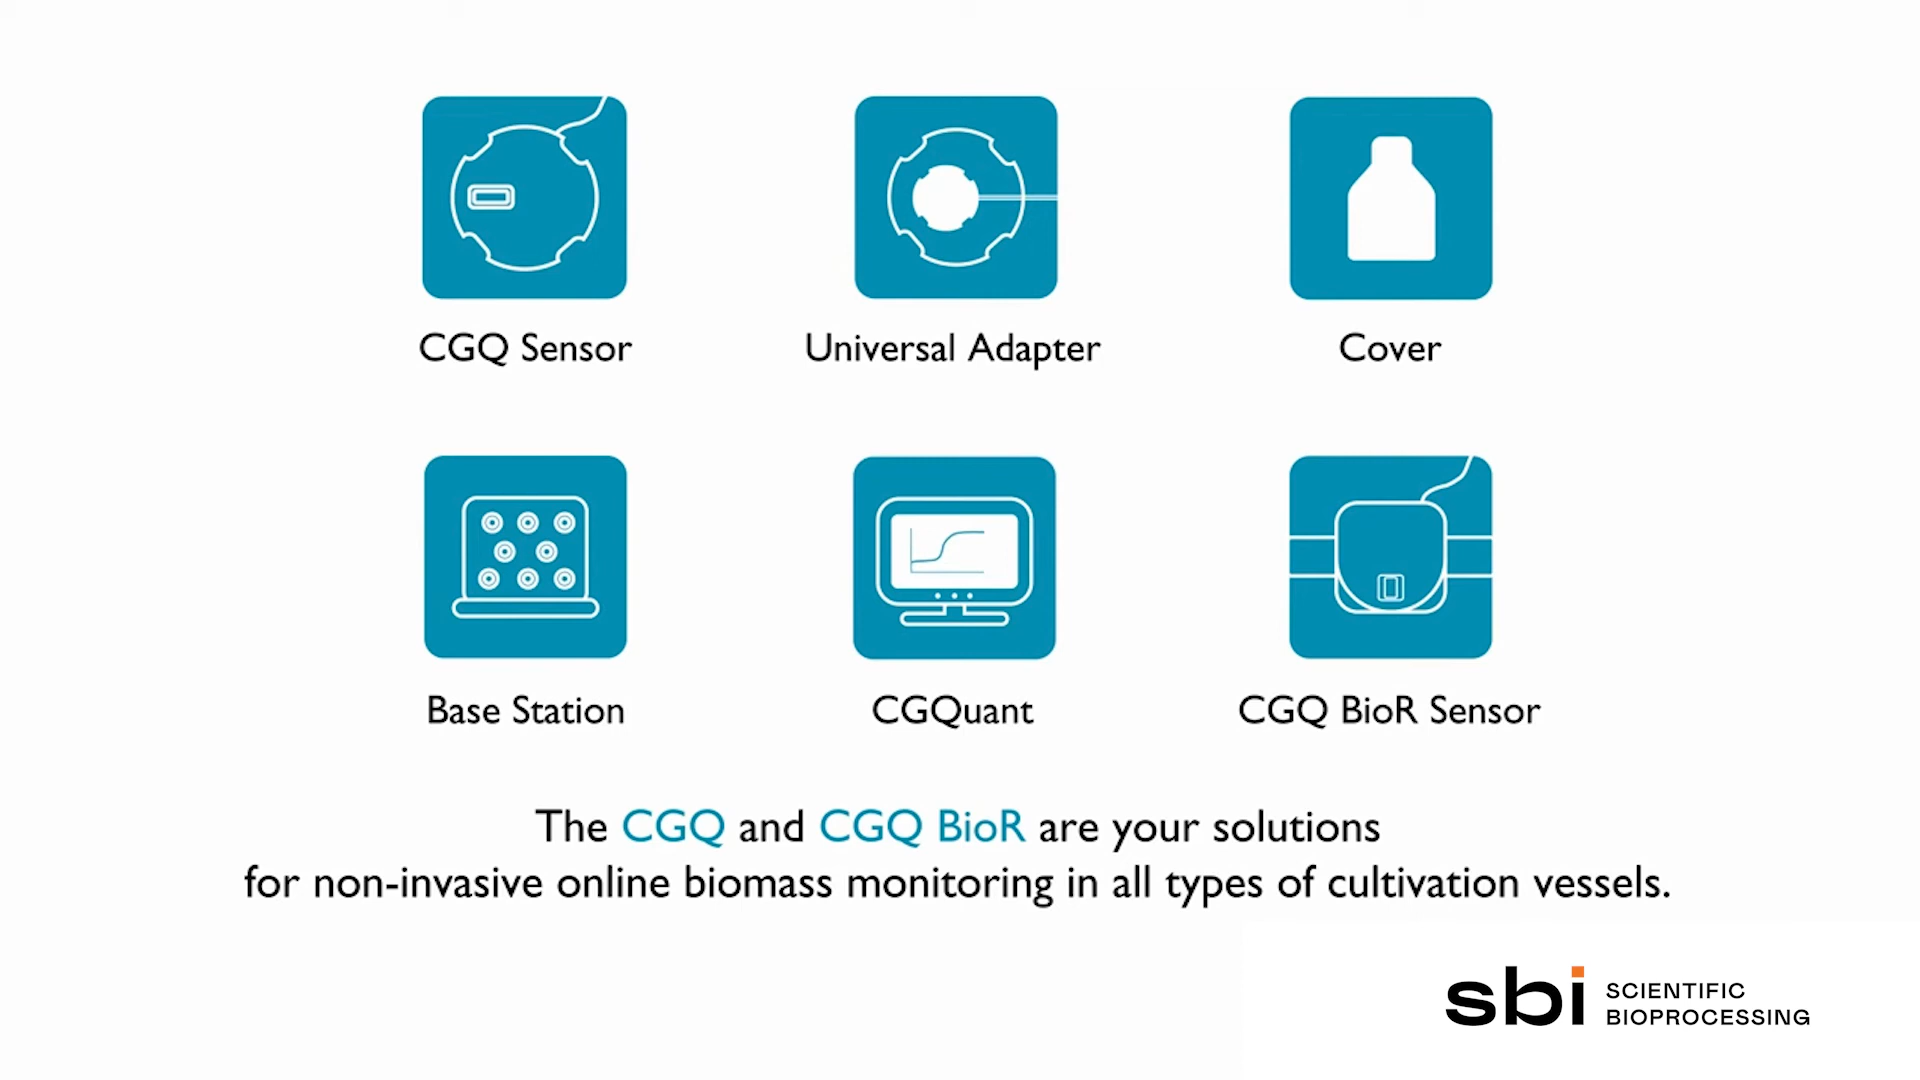 CGQ Sensor
Universal Adapter
Cover
Base Station
CGQuant
CGQ BioR Sensor
The CGQ and CGQ BioR are your solutions
for non-invasive online biomass monitoring in all types of cultivation vessels.
sbi SCIENTIFIC
BIOPROCESSING